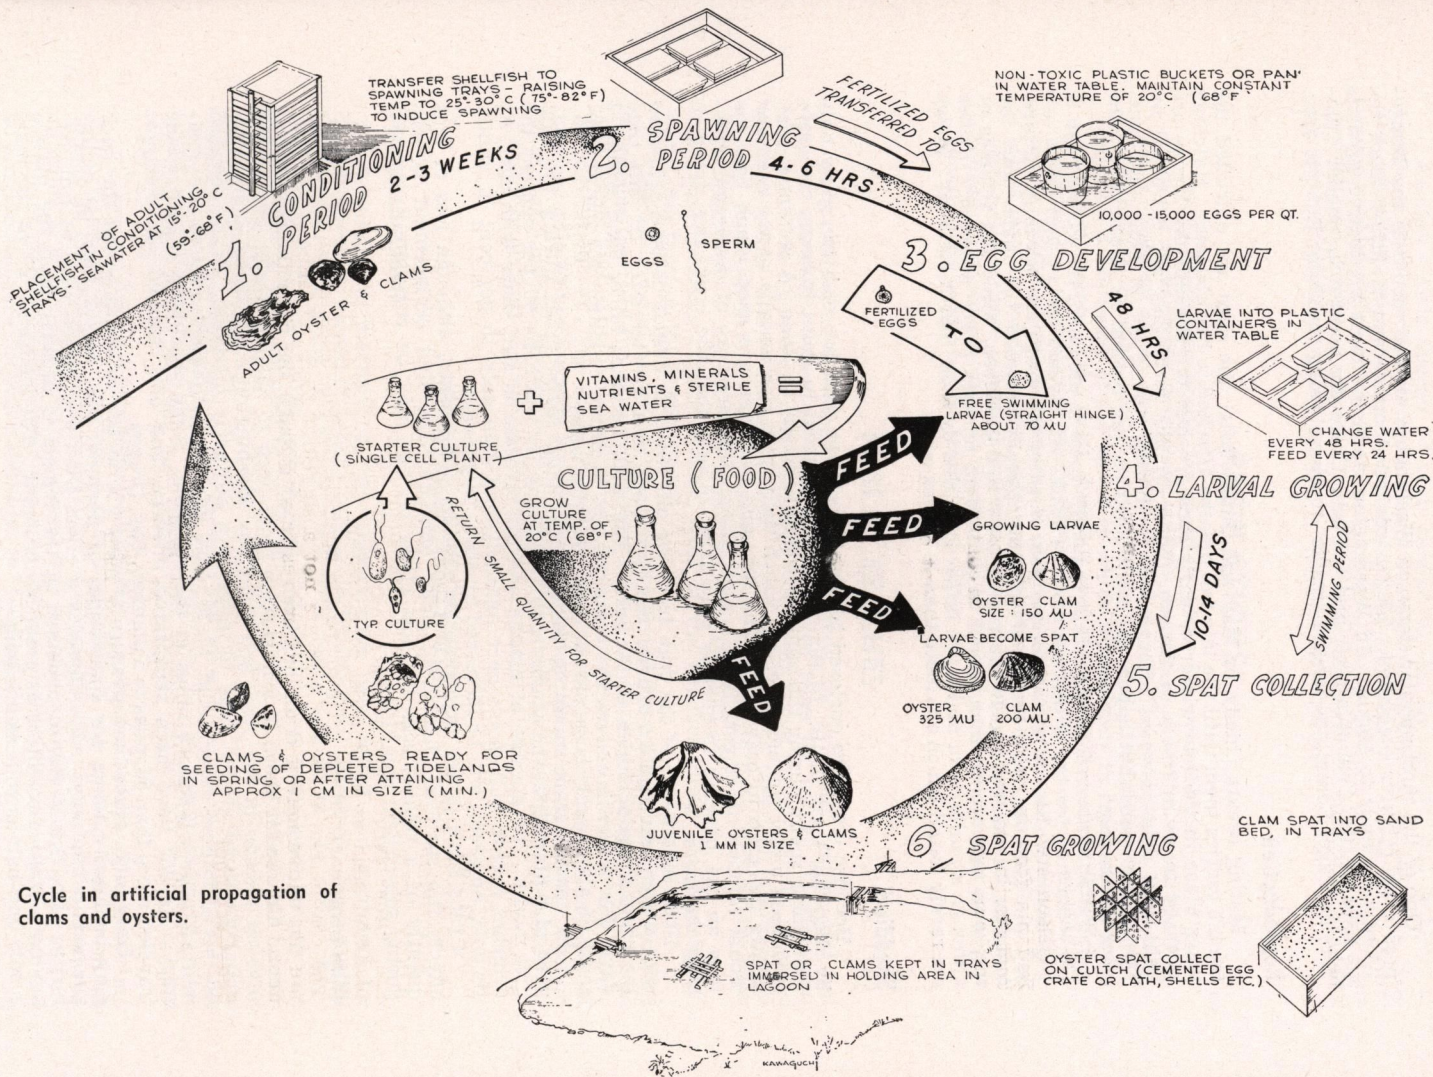 TRANSFER SHELLFISH TO
SPAWNING TRAYS - RAISING
TEMP TO 25°-30°C (75°-82°F)
TO INDUCE SPAWNING
PLACEMENT OF ADULT
SHELLFISH IN CONDITIONING
TRAYS - SEAWATER AT 15°-20°C
(59°-68°F)
1. CONDITIONING
PERIOD
2-3 WEEKS
ADULT OYSTER & CLAMS
2. SPAWNING
PERIOD
4-6 HRS
EGGS
SPERM
FERTILIZED EGGS
TRANSFERRED TO
NON-TOXIC PLASTIC BUCKETS OR PAN'
IN WATER TABLE. MAINTAIN CONSTANT
TEMPERATURE OF 20°C (68°F
10,000 -15,000 EGGS PER QT.
3. EGG DEVELOPMENT
FERTILIZED
EGGS
TO
FREE SWIMMING
LARVAE (STRAIGHT HINGE)
ABOUT 70 MU
48 HRS
LARVAE INTO PLASTIC
CONTAINERS IN
WATER TABLE
CHANGE WATER
EVERY 48 HRS.
FEED EVERY 24 HRS.
4. LARVAL GROWING
10-14 DAYS
SWIMMING PERIOD
5. SPAT COLLECTION
STARTER CULTURE
(SINGLE CELL PLANT)
+
VITAMINS, MINERALS
NUTRIENTS & STERILE
SEA WATER
=
CULTURE (FOOD)
GROW
CULTURE
AT TEMP. OF
20°C (68°F)
RETURN SMALL QUANTITY FOR STARTER CULTURE
TYP. CULTURE
FEED
FEED
FEED
FEED
GROWING LARVAE
OYSTER CLAM
SIZE : 150 MU
LARVAE BECOME SPAT
OYSTER
325 MU
CLAM
200 MU
JUVENILE OYSTERS & CLAMS
1 MM IN SIZE
CLAMS & OYSTERS READY FOR
SEEDING OF DEPLETED TIDELANDS
IN SPRING OR AFTER ATTAINING
APPROX 1 CM IN SIZE (MIN.)
6 SPAT GROWING
CLAM SPAT INTO SAND
BED, IN TRAYS
OYSTER SPAT COLLECT
ON CULTCH (CEMENTED EGG
CRATE OR LATH, SHELLS ETC.)
SPAT OR CLAMS KEPT IN TRAYS
IMMERSED IN HOLDING AREA IN
LAGOON
KAWAGUCHI
Cycle in artificial propagation of
clams and oysters.